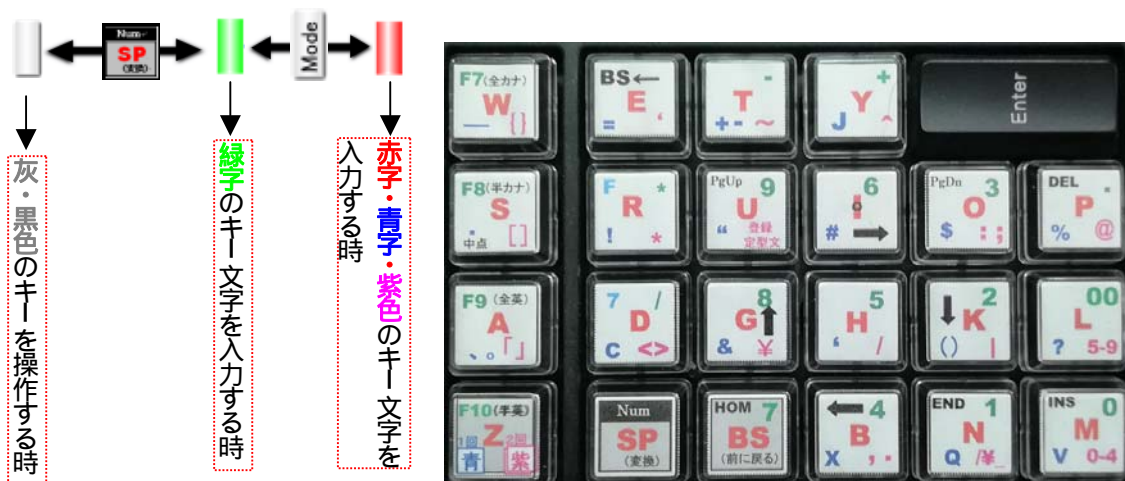 Num↵
SP
(変換)
Mode
灰・黒色のキーを操作する時
緑字のキー文字を入力する時
赤字・青字・紫色のキー文字を
入力する時
F7(全カナ)
W
— {}
BS←
E
= ‘
-
T
+- ~
+
Y
J ^
Enter
F8(半カナ)
S
・ []
中点
F *
R
! *
PgUp 9
U
“ 登録
定型文
6
I
# →
PgDn 3
O
$ : ;
DEL .
P
% @
F9(全英)
A
、。「」
7 /
D
C <>
8
G ↑
& ¥
5
H
‘ /
2
↓ K
() |
00
L
? 5-9
F10(半英)
1回 Z 2回
青 紫
Num
SP
(変換)
HOM 7
BS
(前に戻る)
← 4
B
X , .
END 1
N
Q /¥_
INS 0
M
V 0-4